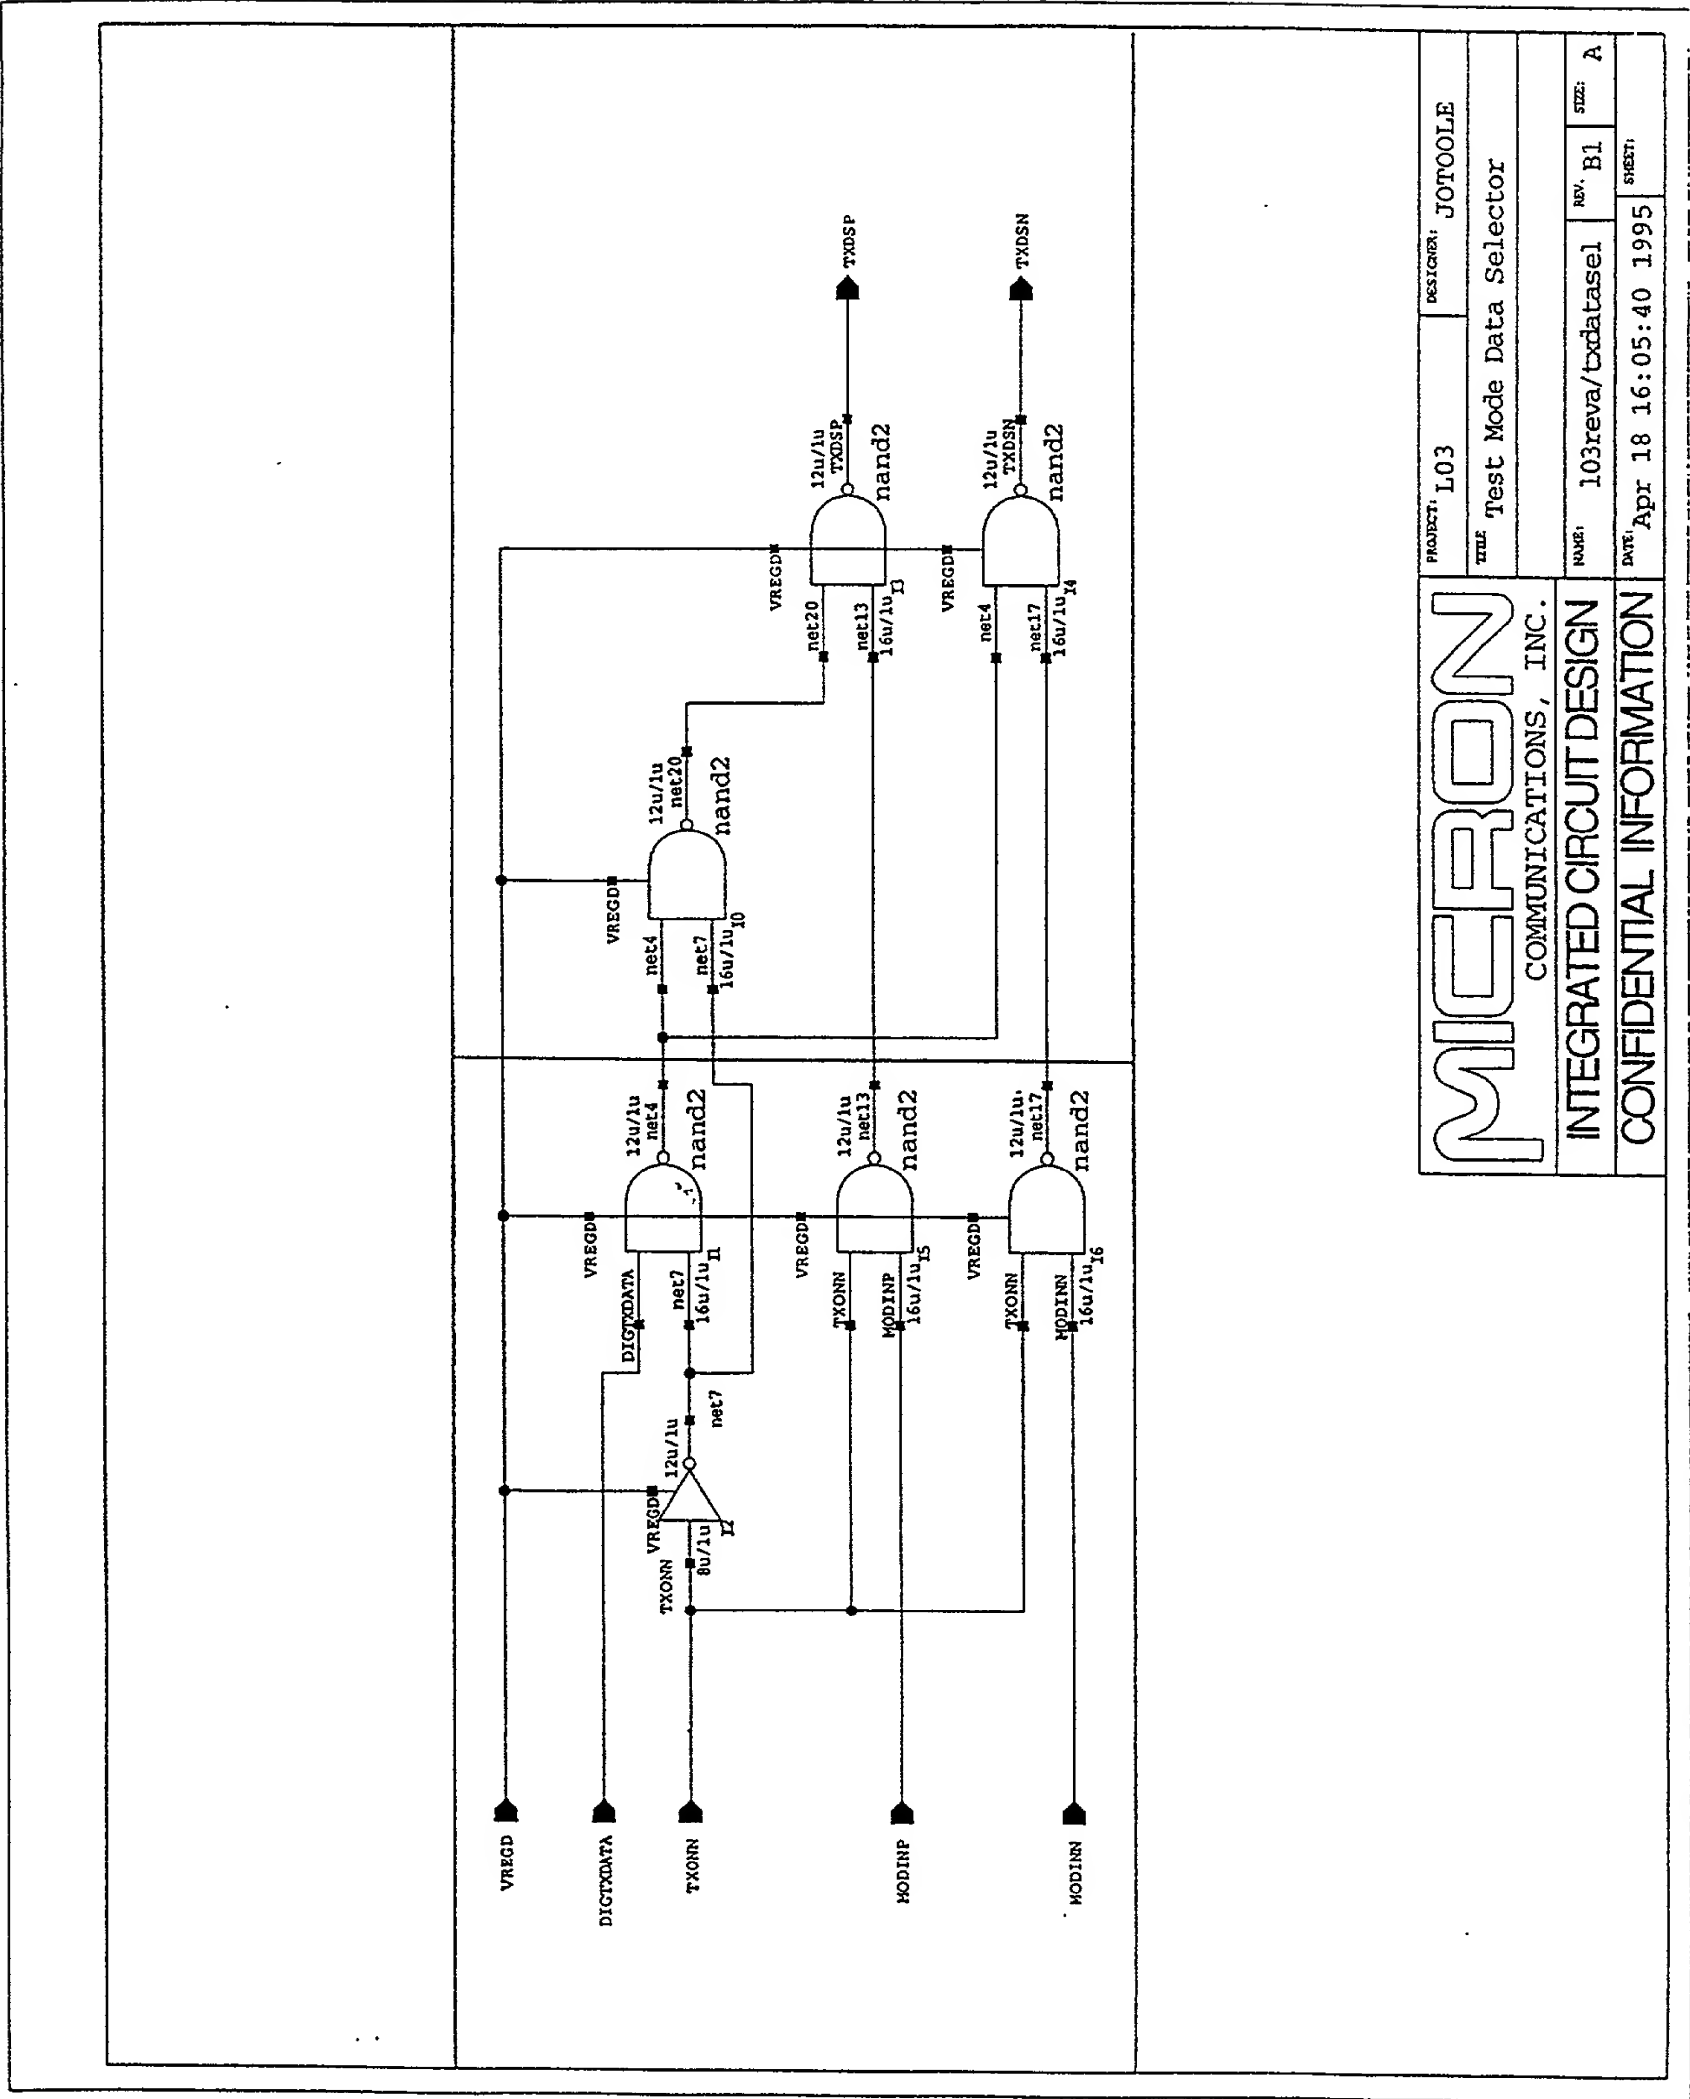 VREGD
DIGTXDATA
TXONN
MODINP
MODINN
TXONN
VREGD
12u/1u
8u/1u
I2
net7
DIGTXDATA
net7
16u/1u
I1
VREGD
12u/1u
net4
nand2
TXONN
MODINP
16u/1u
I5
VREGD
12u/1u
net13
nand2
TXONN
MODINN
16u/1u
I6
VREGD
12u/1u
net17
nand2
net4
net7
16u/1u
I0
VREGD
12u/1u
net20
nand2
net20
net13
16u/1u
I3
VREGD
12u/1u
TXDSP
nand2
net4
net17
16u/1u
I4
VREGD
12u/1u
TXDSN
nand2
TXDSP
TXDSN
MICRON
COMMUNICATIONS, INC.
INTEGRATED CIRCUIT DESIGN
CONFIDENTIAL INFORMATION
PROJECT: L03
DESIGNER: JOTOOLE
TITLE Test Mode Data Selector
NAME: l03reva/txdatasel
REV. B1
SIZE: A
DATE: Apr 18 16:05:40 1995
SHEET: